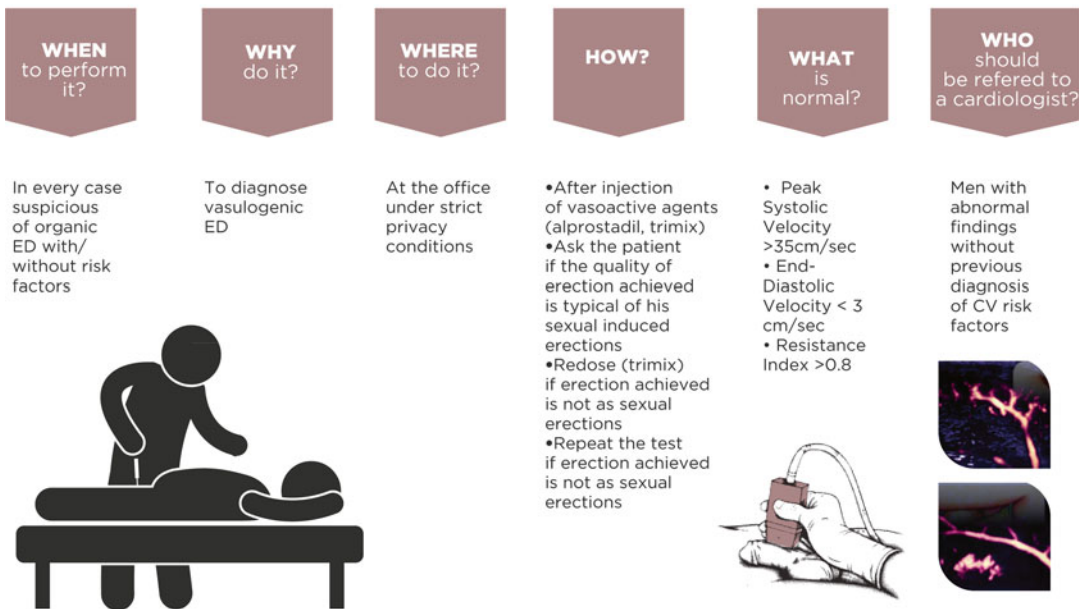 WHEN
to perform
it?
WHY
do it?
WHERE
to do it?
HOW?
WHAT
is
normal?
WHO
should
be refered to
a cardiologist?
In every case
suspicious
of organic
ED with/
without risk
factors
To diagnose
vasulogenic
ED
At the office
under strict
privacy
conditions
•After injection
of vasoactive agents
(alprostadil, trimix)
•Ask the patient
if the quality of
erection achieved
is typical of his
sexual induced
erections
•Redose (trimix)
if erection achieved
is not as sexual
erections
•Repeat the test
if erection achieved
is not as sexual
erections
• Peak
Systolic
Velocity
>35cm/sec
• End-
Diastolic
Velocity < 3
cm/sec
• Resistance
Index >0.8
Men with
abnormal
findings
without
previous
diagnosis
of CV risk
factors